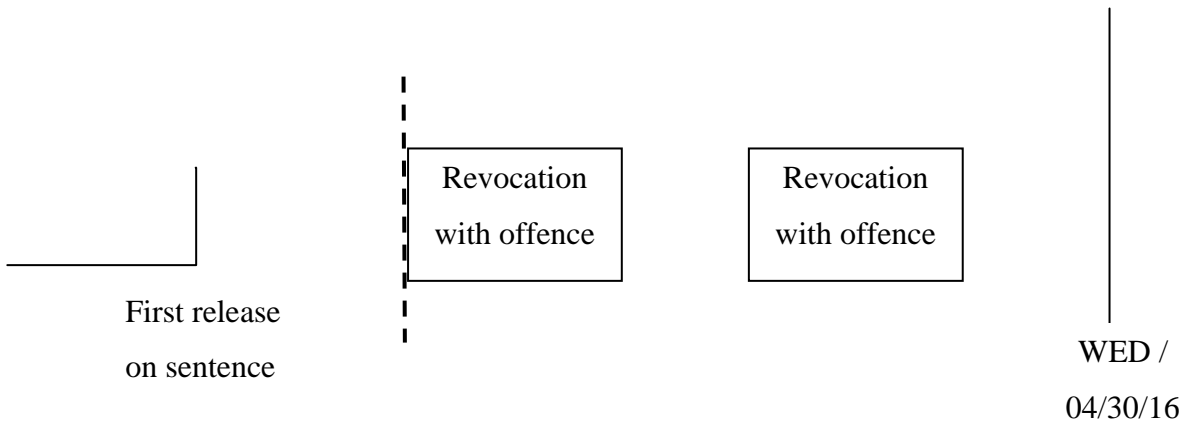 Revocation
with offence
Revocation
with offence
First release
on sentence
WED /
04/30/16